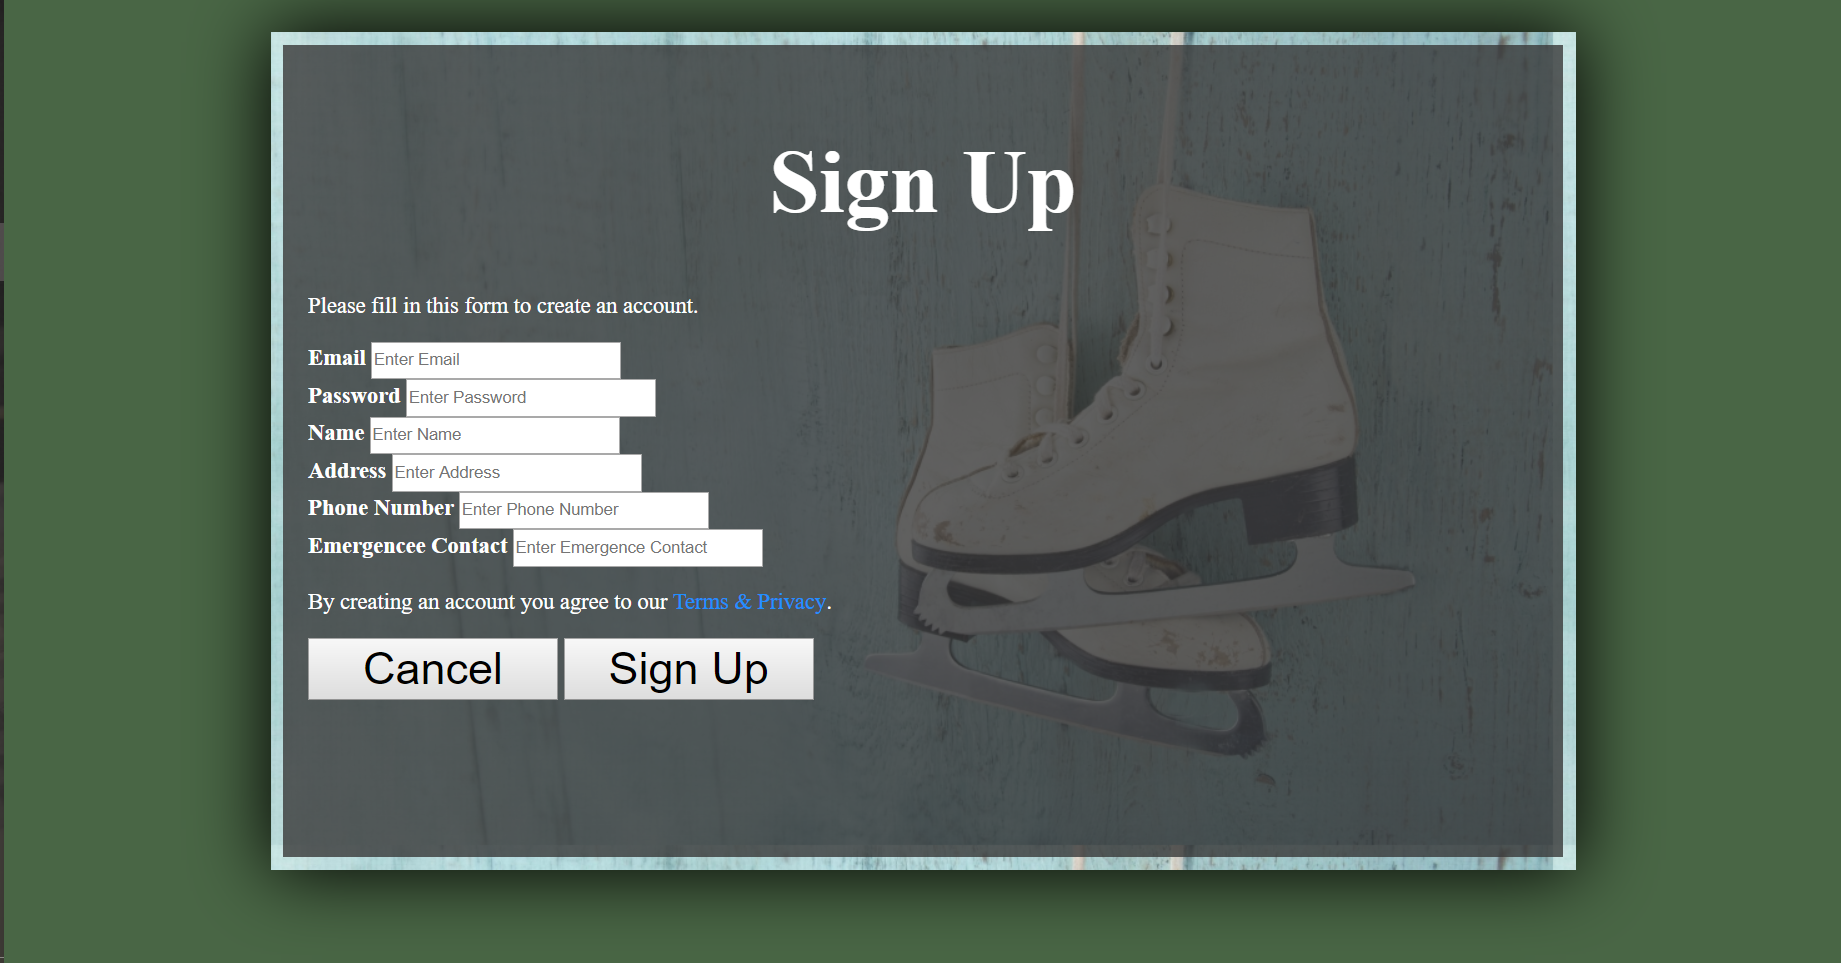 Sign Up
Please fill in this form to create an account.
Email Enter Email
Password Enter Password
Name Enter Name
Address Enter Address
Phone Number Enter Phone Number
Emergencee Contact Enter Emergence Contact
By creating an account you agree to our Terms & Privacy.
Cancel Sign Up